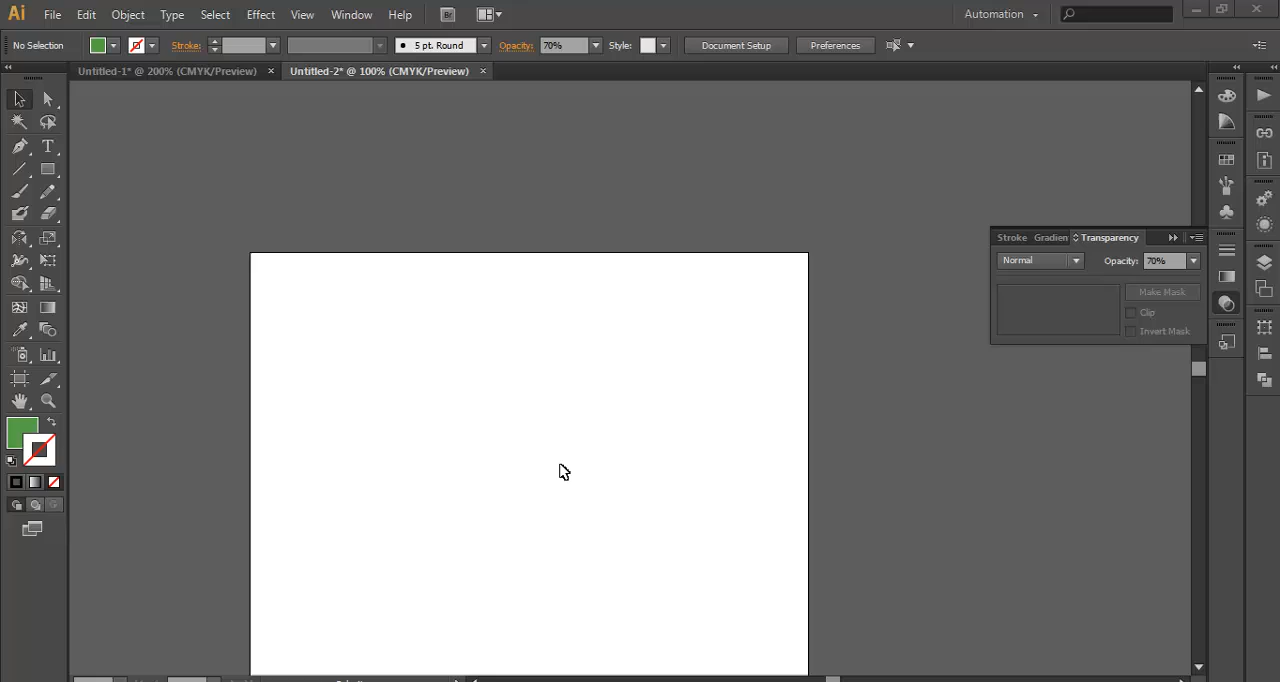 Ai File Edit Object Type Select Effect View Window Help Br Automation
No Selection Stroke: 5 pt. Round Opacity: 70% Style: Document Setup Preferences
Untitled-1* @ 200% (CMYK/Preview) × Untitled-2* @ 100% (CMYK/Preview) ×
Stroke Gradien Transparency
Normal Opacity: 70%
Make Mask
Clip
Invert Mask